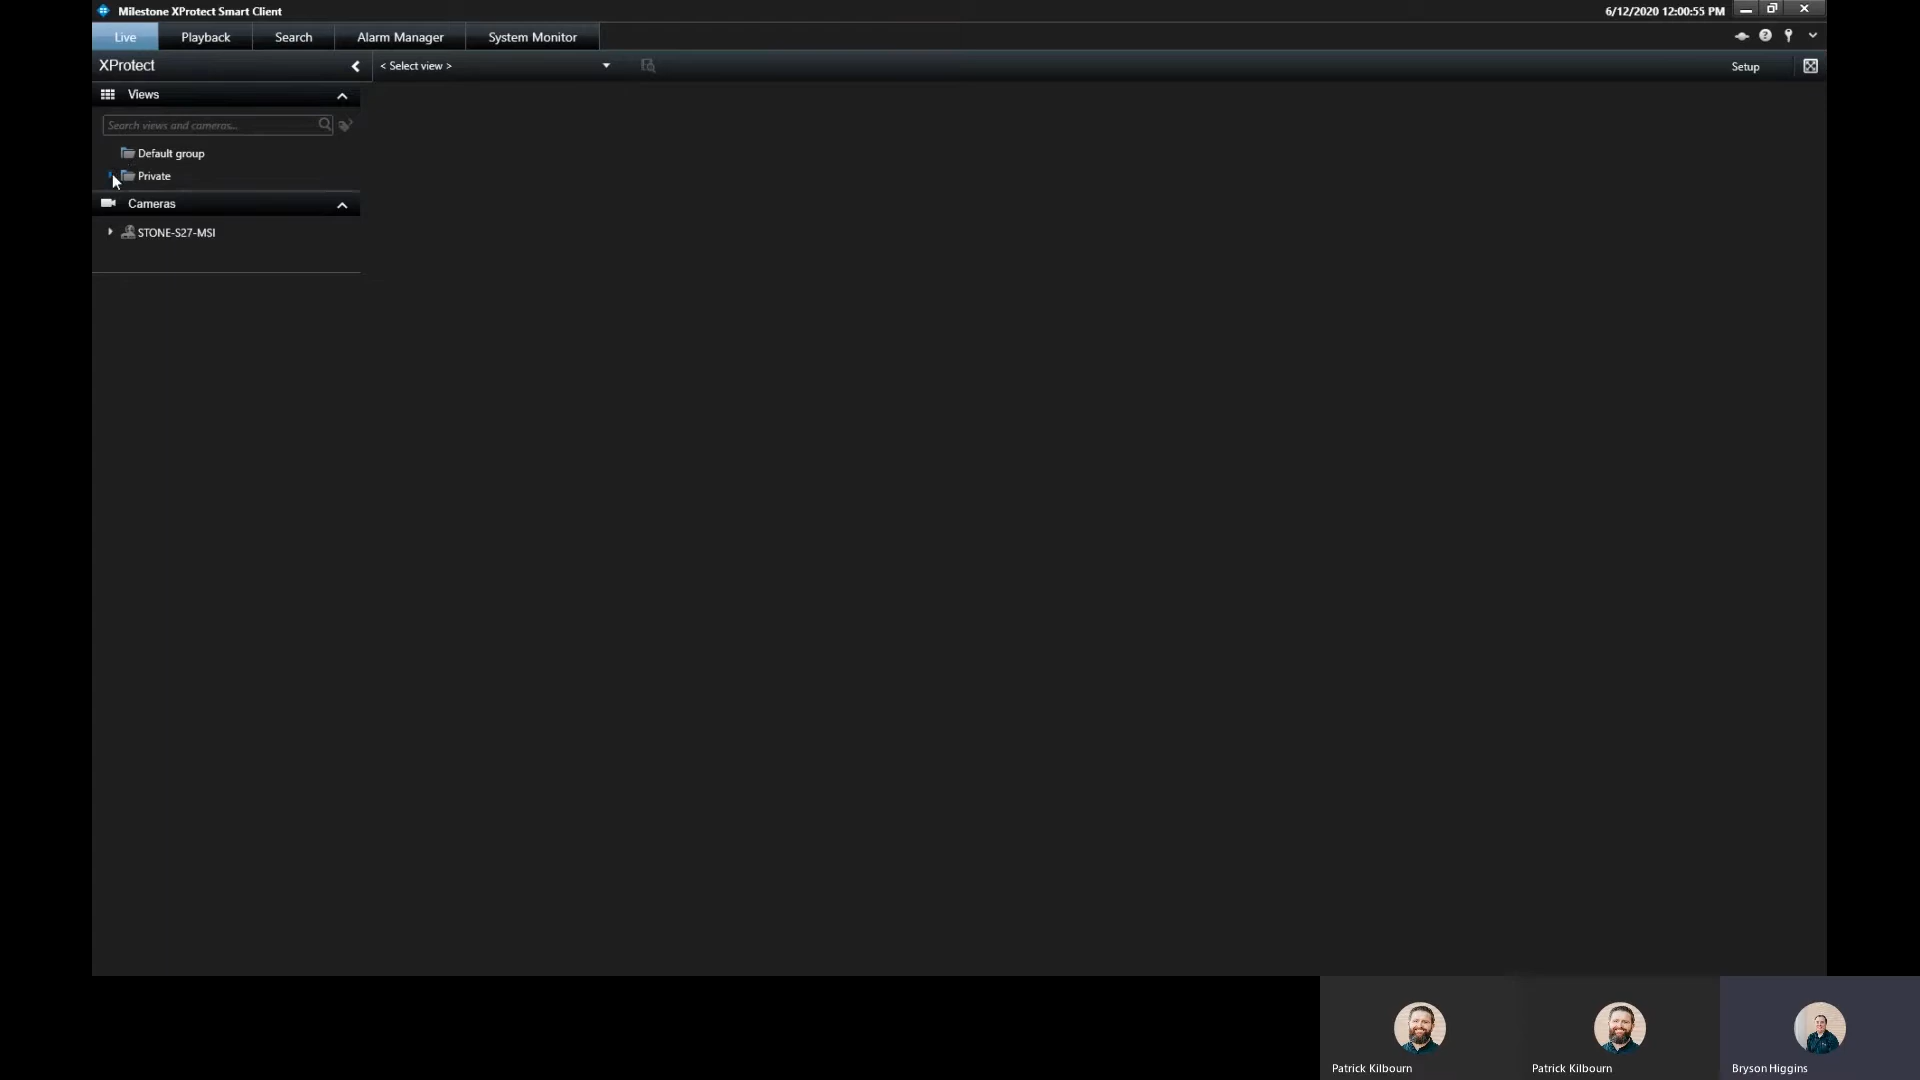 Milestone XProtect Smart Client
6/12/2020 12:00:55 PM
Live
Playback
Search
Alarm Manager
System Monitor
XProtect
< Select view >
Setup
Views
Search views and cameras...
Default group
Private
Cameras
STONE-S27-MSI
Patrick Kilbourn
Patrick Kilbourn
Bryson Higgins